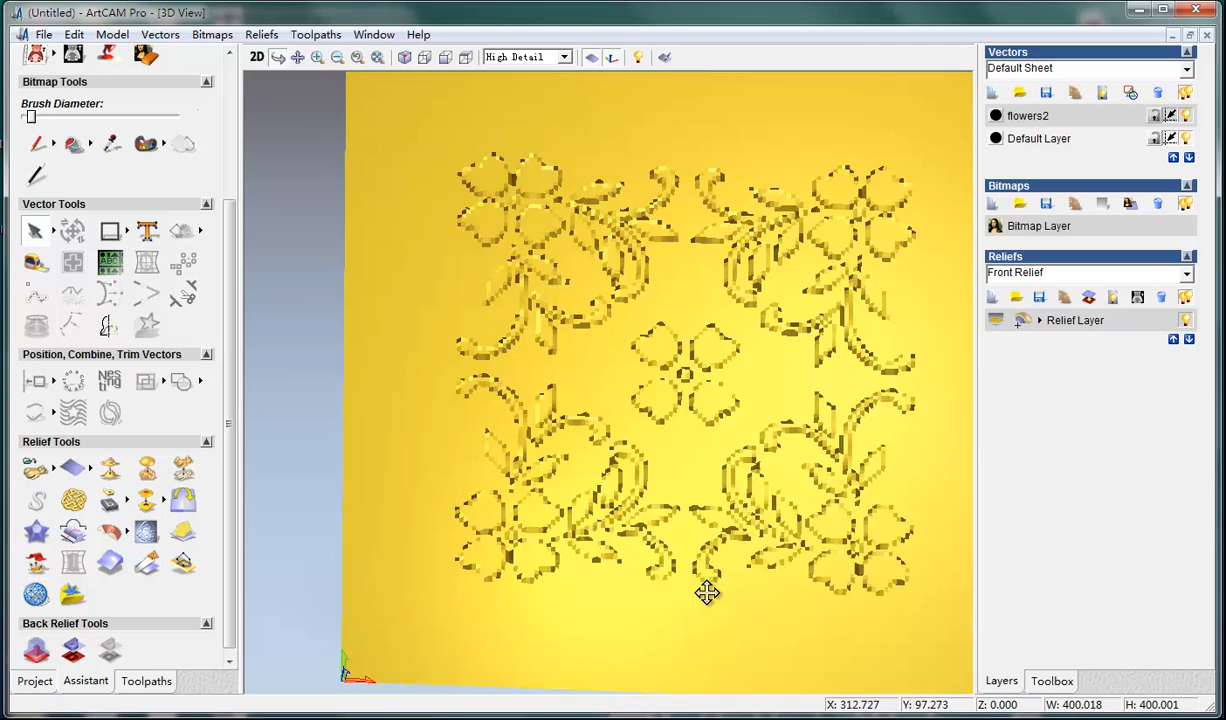 (Untitled) - ArtCAM Pro - [3D View]
File Edit Model Vectors Bitmaps Reliefs Toolpaths Window Help
2D High Detail
Bitmap Tools
Brush Diameter:
Vector Tools
ABC
Nes
ting
Position, Combine, Trim Vectors
Relief Tools
Back Relief Tools
Project Assistant Toolpaths
Vectors
Default Sheet
flowers2
Default Layer
Bitmaps
Bitmap Layer
Reliefs
Front Relief
Relief Layer
Layers Toolbox
X: 312.727 Y: 97.273 Z: 0.000 W: 400.018 H: 400.001